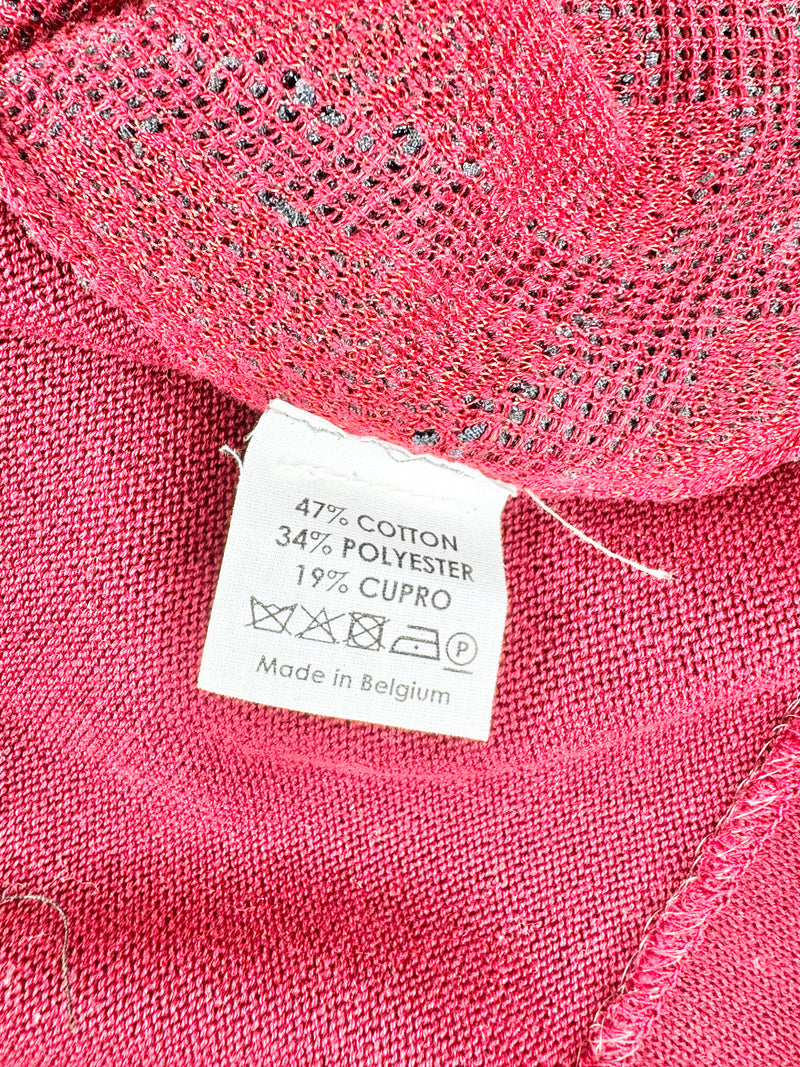 47% COTTON
34% POLYESTER
19% CUPRO
P
Made in Belgium